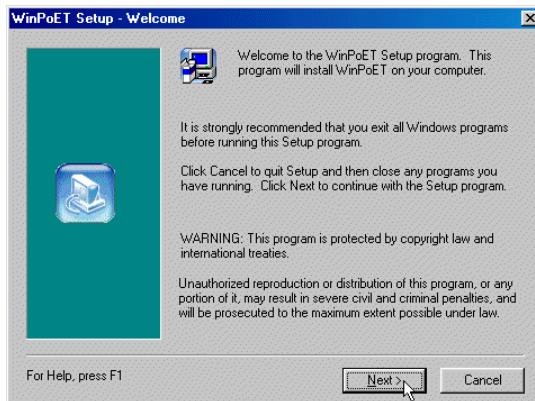 WinPoET Setup - Welcome
Welcome to the WinPoET Setup program. This
program will install WinPoET on your computer.
It is strongly recommended that you exit all Windows programs
before running this Setup program.
Click Cancel to quit Setup and then close any programs you
have running. Click Next to continue with the Setup program.
WARNING: This program is protected by copyright law and
international treaties.
Unauthorized reproduction or distribution of this program, or any
portion of it, may result in severe civil and criminal penalties, and
will be prosecuted to the maximum extent possible under law.
For Help, press F1
Next >
Cancel